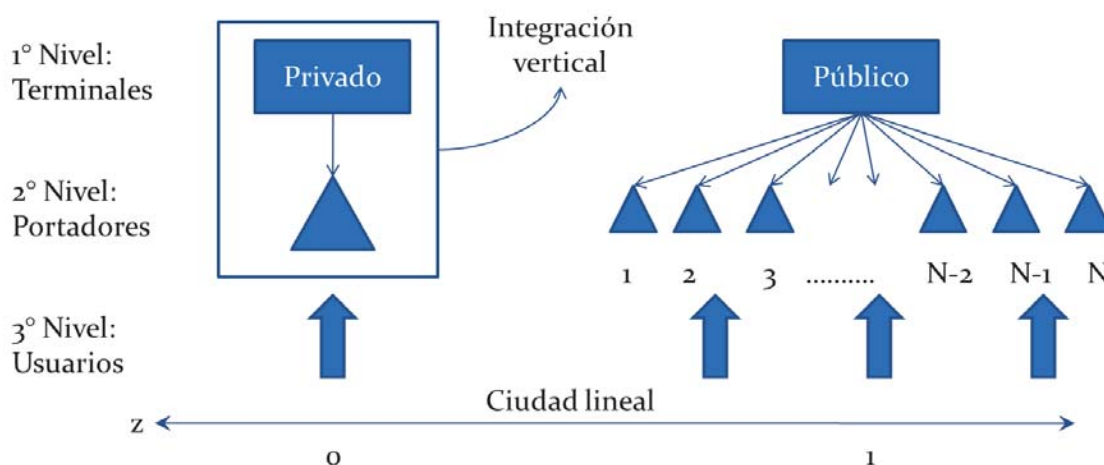 1° Nivel:
Terminales
Privado
Integración
vertical
Público
2° Nivel:
Portadores
1 2 3 .......... N-2 N-1 N
3° Nivel:
Usuarios
Ciudad lineal
z
0 1